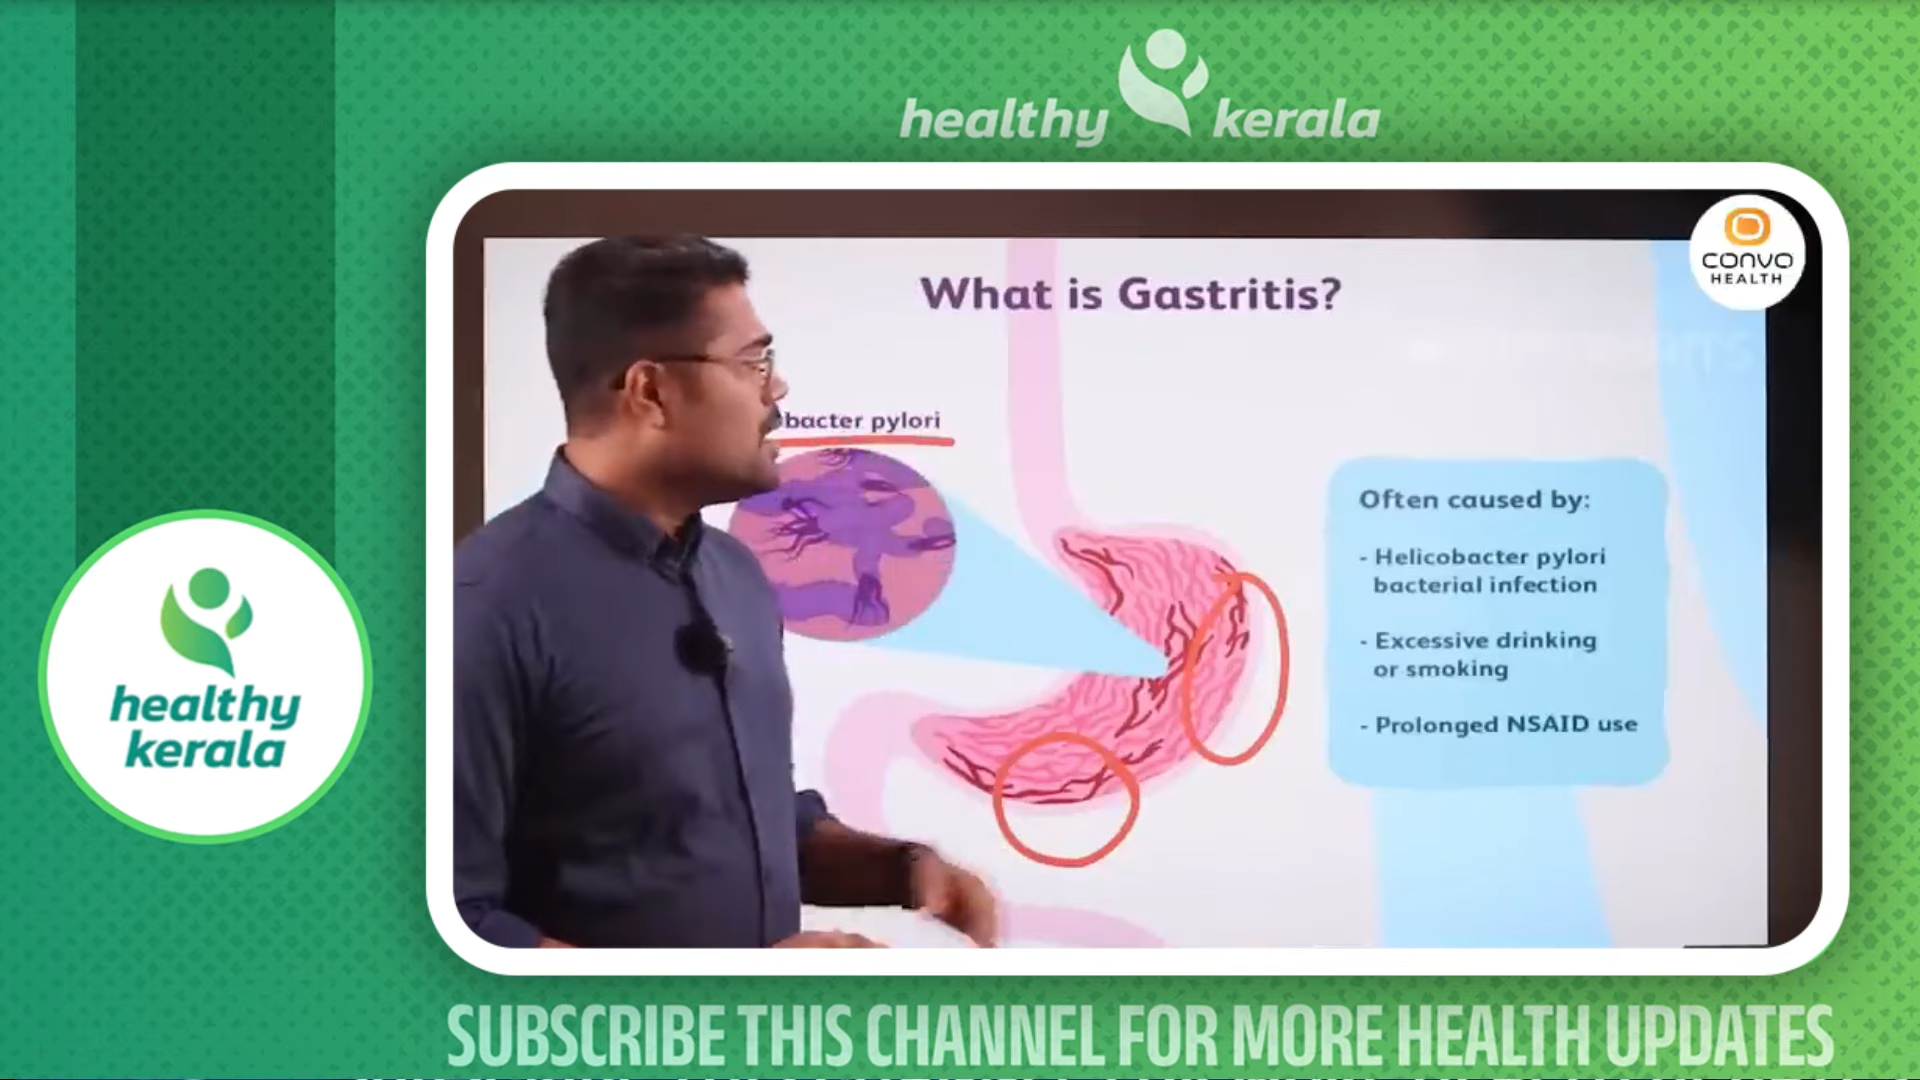 healthy kerala
CONVO
HEALTH
What is Gastritis?
bacter pylori
Often caused by:
- Helicobacter pylori
bacterial infection
- Excessive drinking
or smoking
- Prolonged NSAID use
healthy
kerala
SUBSCRIBE THIS CHANNEL FOR MORE HEALTH UPDATES